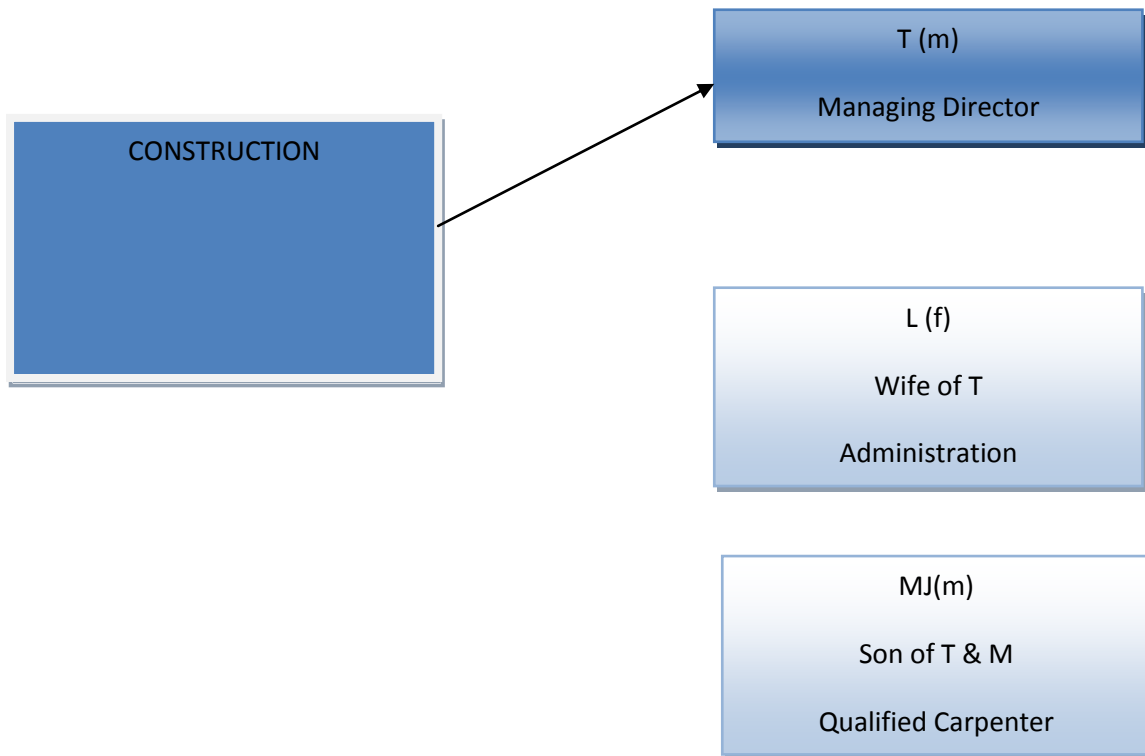 CONSTRUCTION
T (m)
Managing Director
L (f)
Wife of T
Administration
MJ(m)
Son of T & M
Qualified Carpenter